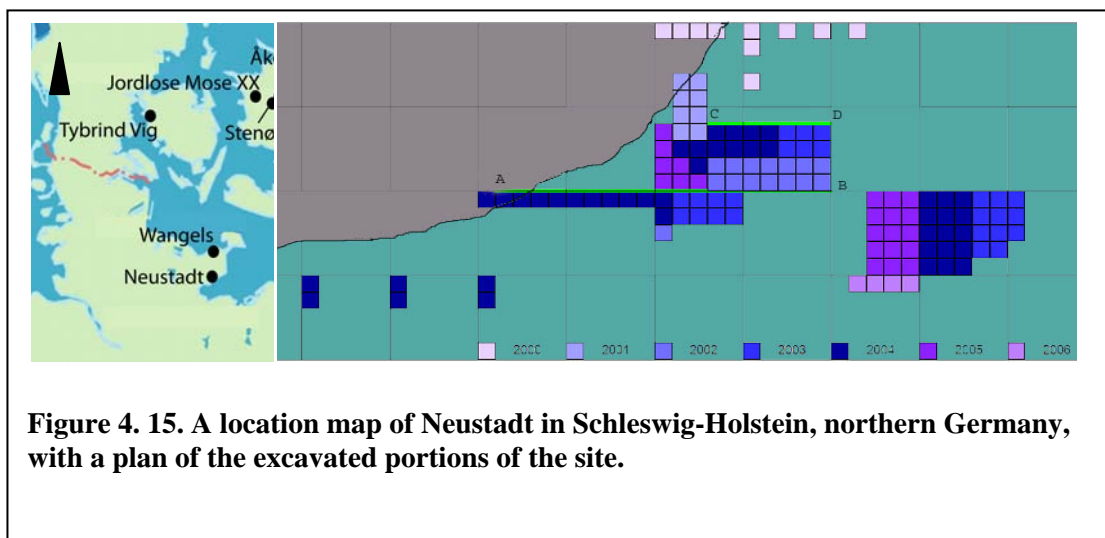 Åk
Jordlose Mose XX
Tybrind Vig
Stenø
Wangels
Neustadt
C D
A
B
2000 2001 2002 2003 2004 2005 2006
Figure 4. 15. A location map of Neustadt in Schleswig-Holstein, northern Germany,
with a plan of the excavated portions of the site.